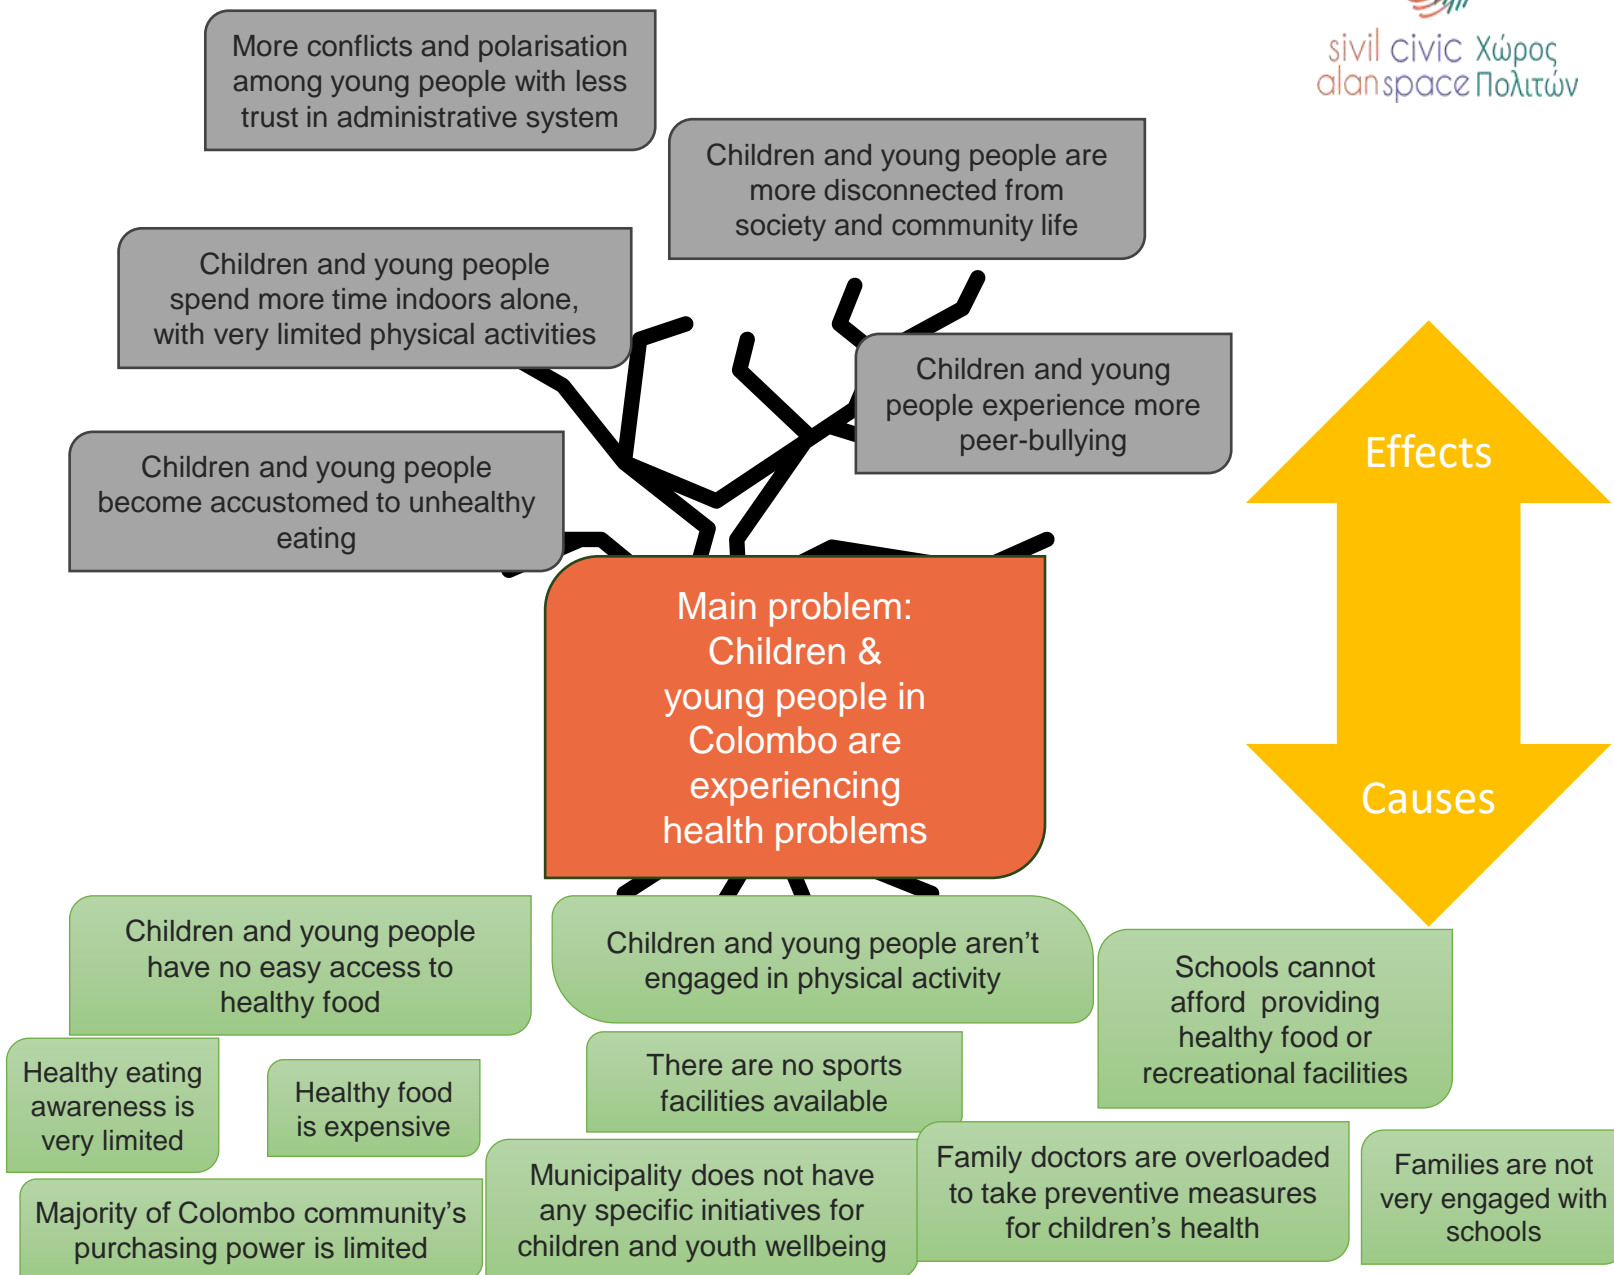 sivil civic Χώρος
alan space Πολιτών
More conflicts and polarisation
among young people with less
trust in administrative system
Children and young people are
more disconnected from
society and community life
Children and young people
spend more time indoors alone,
with very limited physical activities
Children and young
people experience more
peer-bullying
Effects
Children and young people
become accustomed to unhealthy
eating
Main problem:
Children &
young people in
Colombo are
experiencing
health problems
Causes
Children and young people
have no easy access to
healthy food
Children and young people aren’t
engaged in physical activity
Schools cannot
afford  providing
healthy food or
recreational facilities
Healthy eating
awareness is
very limited
Healthy food
is expensive
There are no sports
facilities available
Majority of Colombo community’s
purchasing power is limited
Municipality does not have
any specific initiatives for
children and youth wellbeing
Family doctors are overloaded
to take preventive measures
for children’s health
Families are not
very engaged with
schools